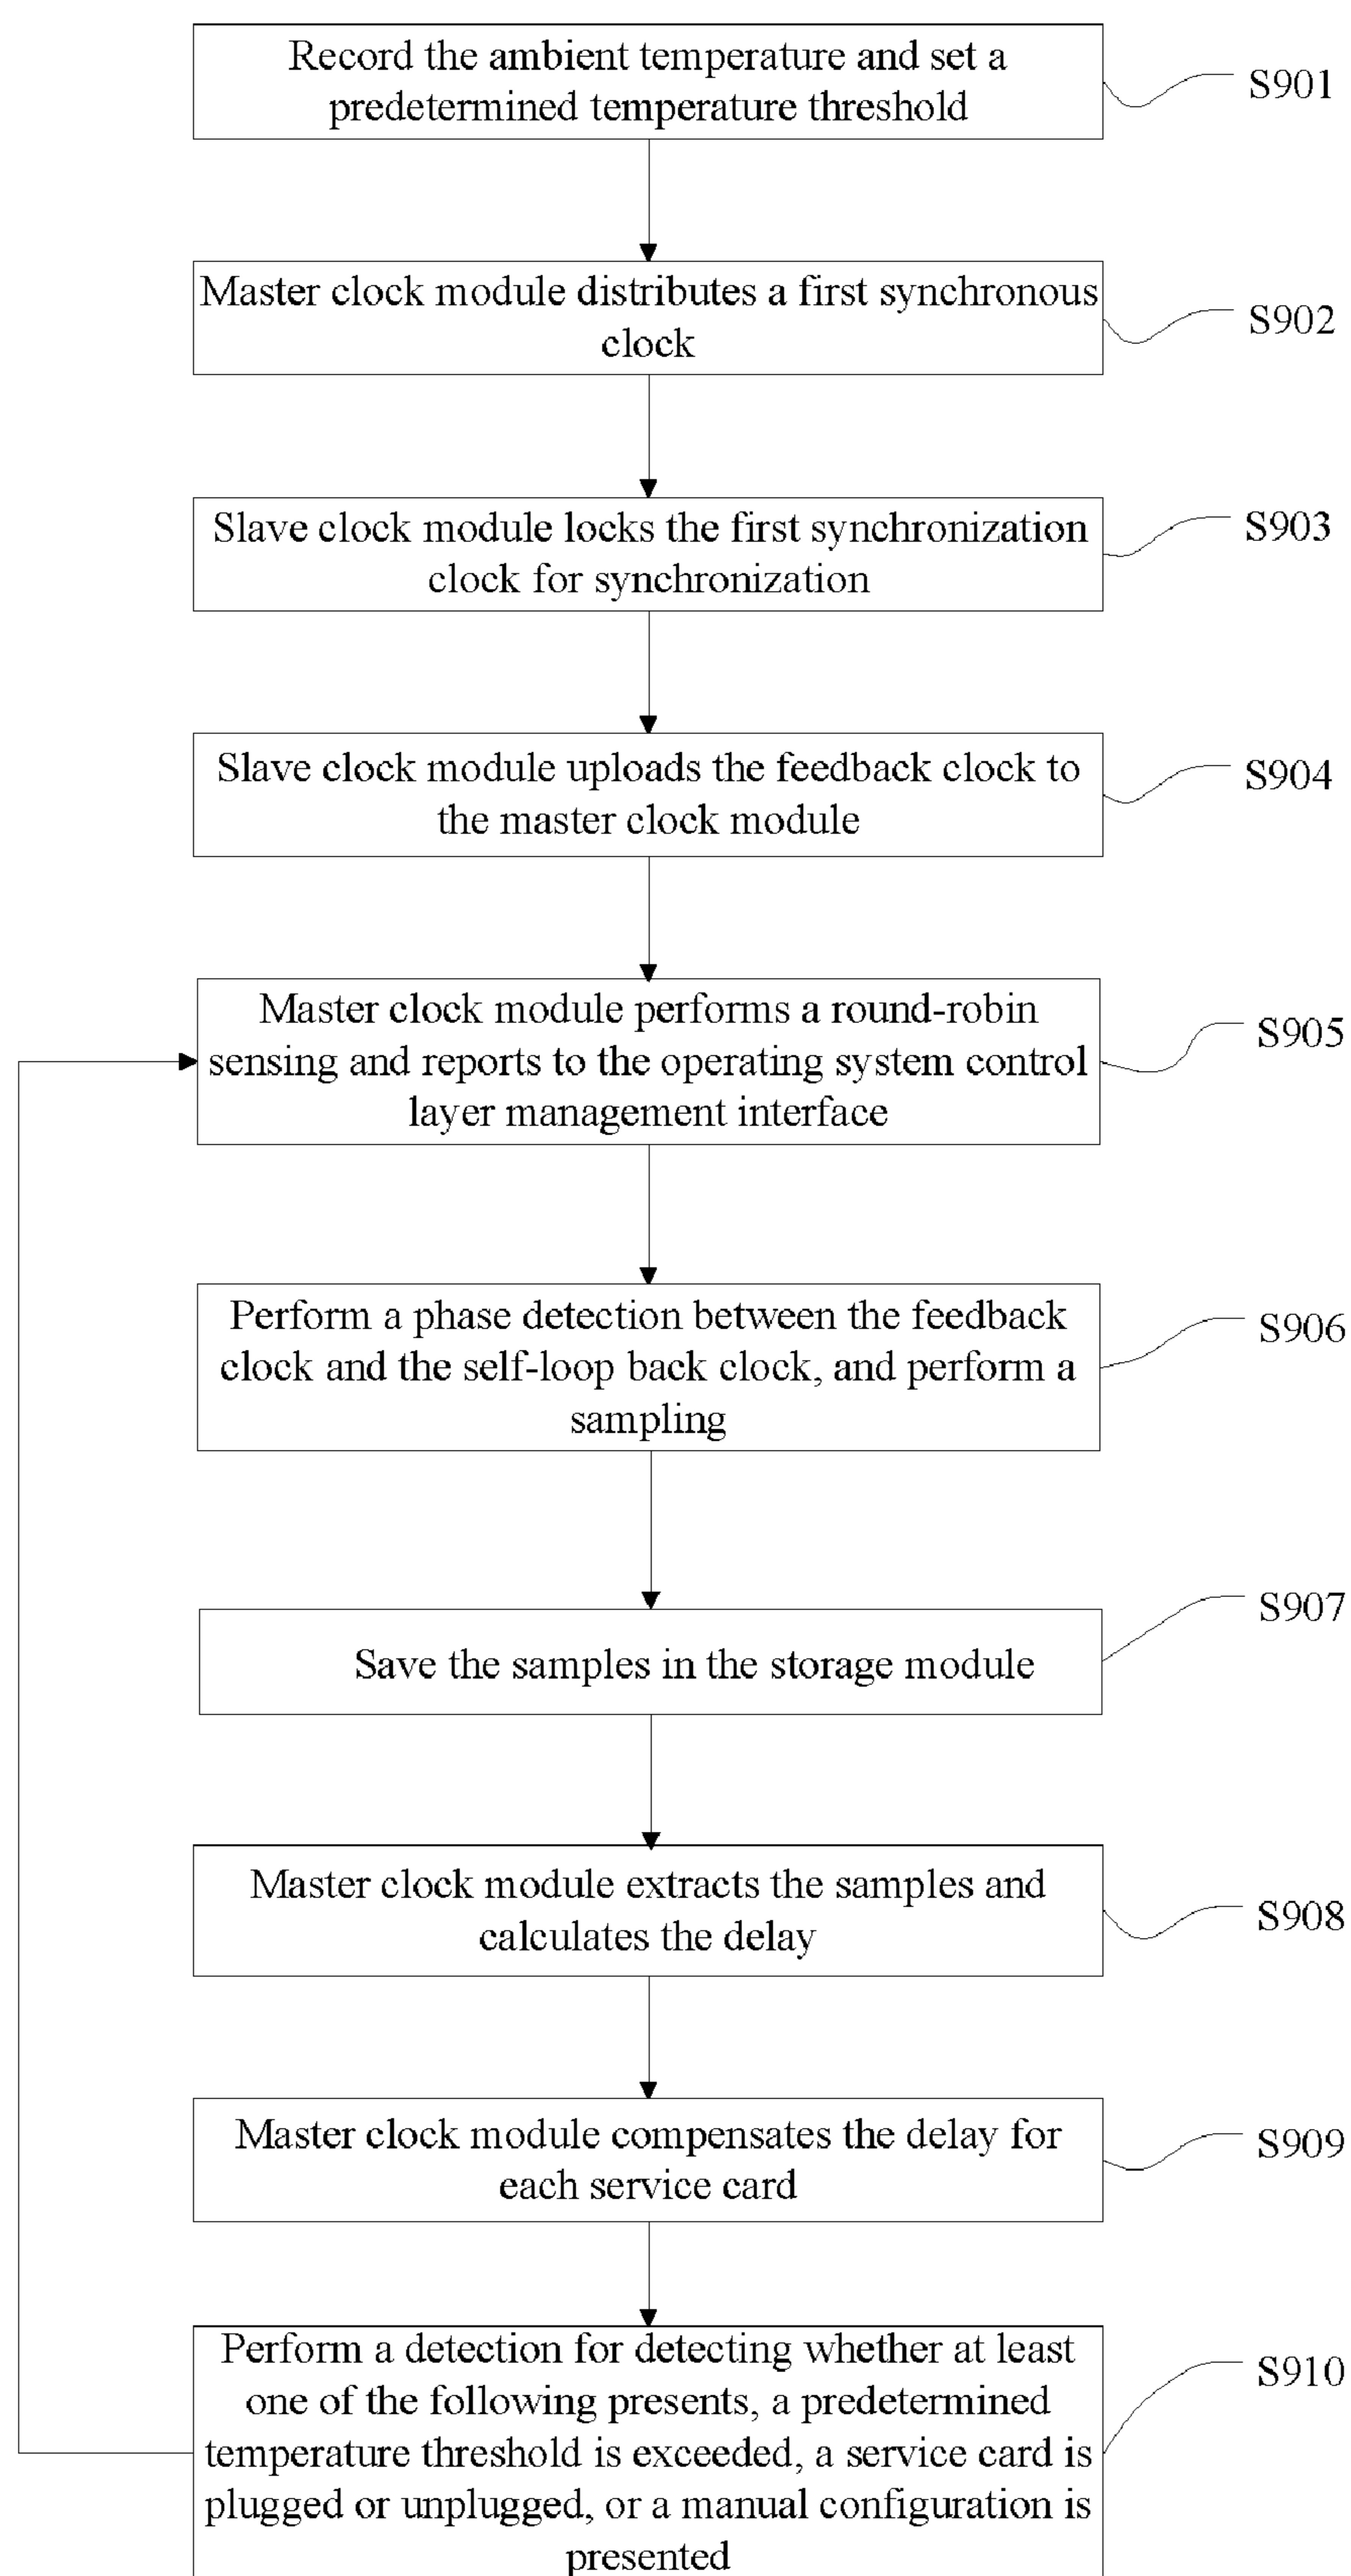 Record the ambient temperature and set a
predetermined temperature threshold
S901
Master clock module distributes a first synchronous
clock
S902
Slave clock module locks the first synchronization
clock for synchronization
S903
Slave clock module uploads the feedback clock to
the master clock module
S904
Master clock module performs a round-robin
sensing and reports to the operating system control
layer management interface
S905
Perform a phase detection between the feedback
clock and the self-loop back clock, and perform a
sampling
S906
Save the samples in the storage module
S907
Master clock module extracts the samples and
calculates the delay
S908
Master clock module compensates the delay for
each service card
S909
Perform a detection for detecting whether at least
one of the following presents, a predetermined
temperature threshold is exceeded, a service card is
plugged or unplugged, or a manual configuration is
presented
S910